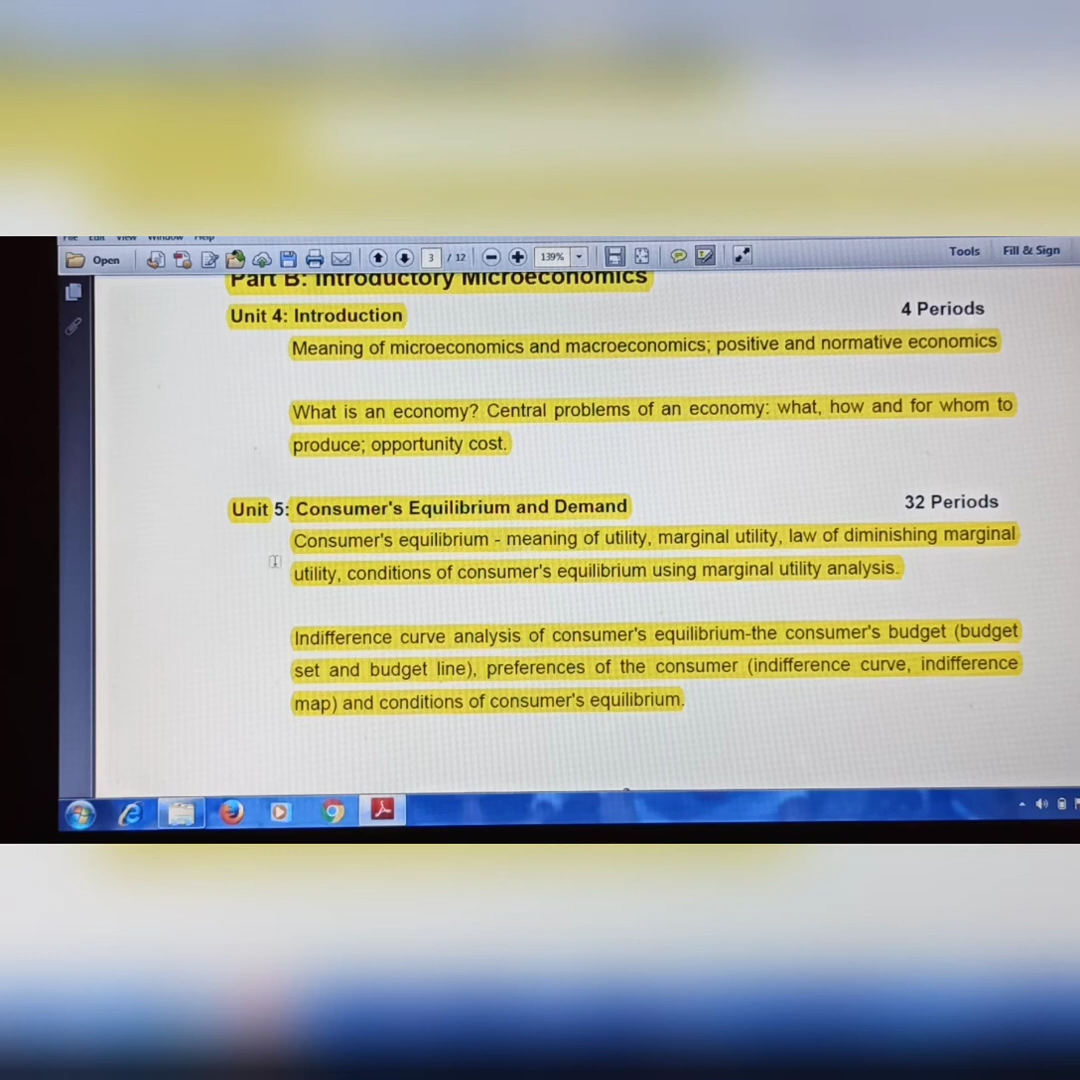 File Edit View Window Help
Open
3 / 12
139%
Tools
Fill & Sign
Part B: Introductory Microeconomics
Unit 4: Introduction 4 Periods
Meaning of microeconomics and macroeconomics; positive and normative economics
What is an economy? Central problems of an economy: what, how and for whom to
produce; opportunity cost.
Unit 5: Consumer's Equilibrium and Demand 32 Periods
Consumer's equilibrium - meaning of utility, marginal utility, law of diminishing marginal
utility, conditions of consumer's equilibrium using marginal utility analysis.
Indifference curve analysis of consumer's equilibrium-the consumer's budget (budget
set and budget line), preferences of the consumer (indifference curve, indifference
map) and conditions of consumer's equilibrium.